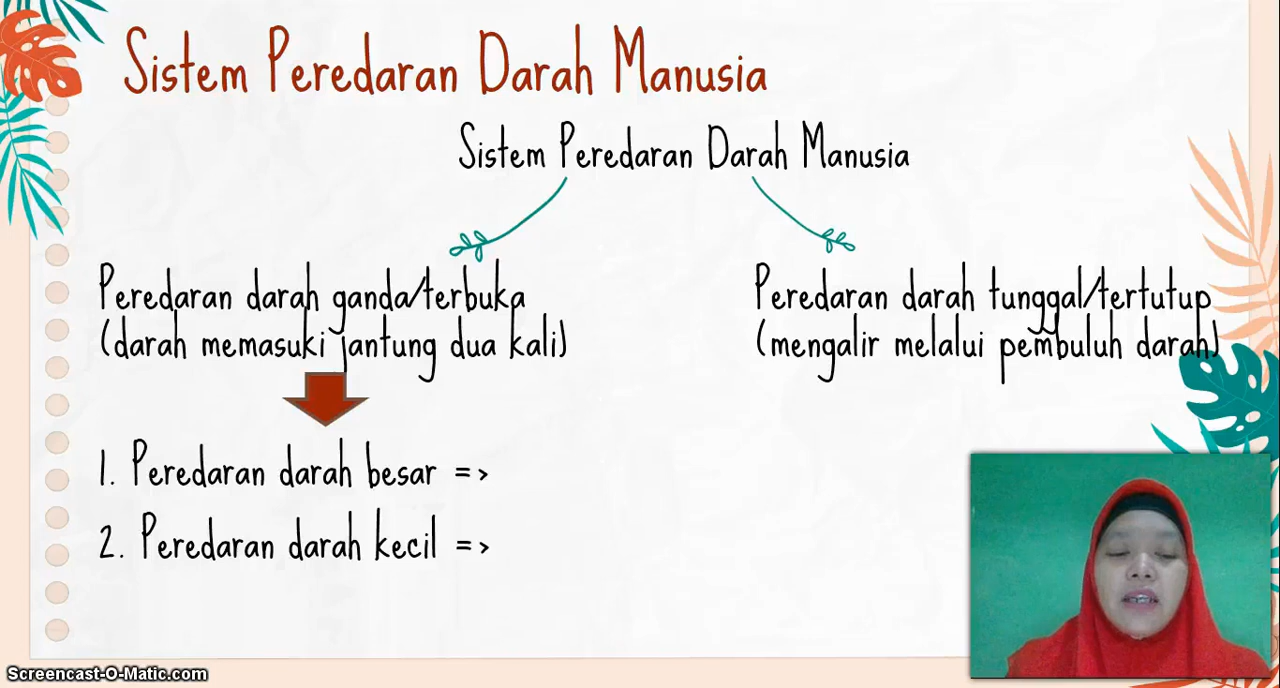 Sistem Peredaran Darah Manusia
Sistem Peredaran Darah Manusia
Peredaran darah ganda/terbuka
(darah memasuki jantung dua kali)
Peredaran darah tunggal/tertutup
(mengalir melalui pembuluh darah)
1. Peredaran darah besar =>
2. Peredaran darah kecil =>
Screencast-O-Matic.com